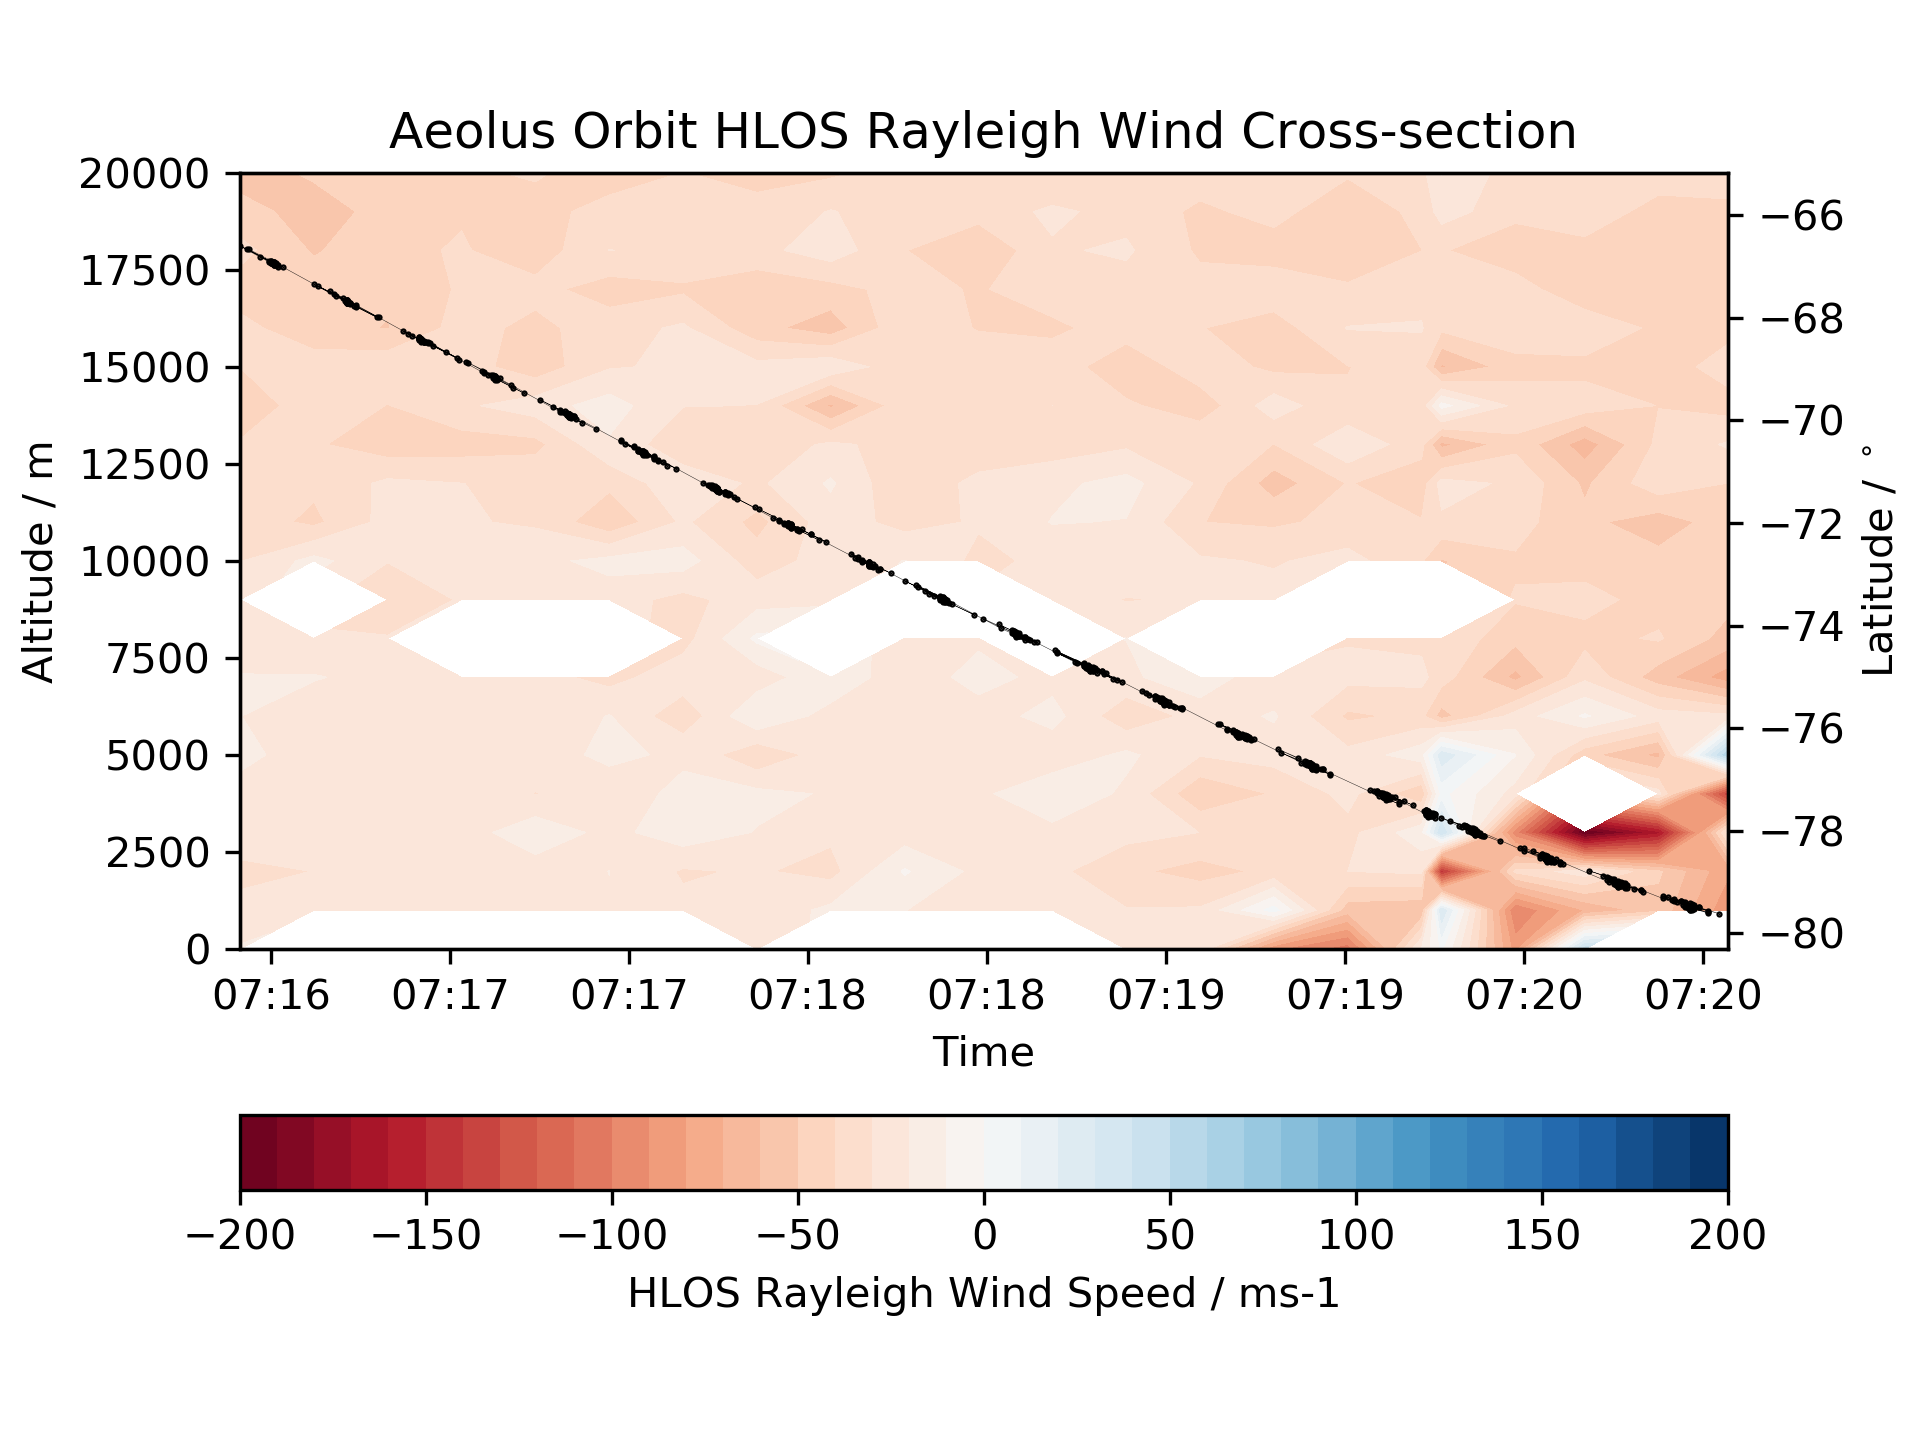 Aeolus Orbit HLOS Rayleigh Wind Cross-section
20000
17500
15000
12500
10000
7500
5000
2500
0
Altitude / m
−66
−68
−70
−72
−74
−76
−78
−80
Latitude / °
07:16 07:17 07:17 07:18 07:18 07:19 07:19 07:20 07:20
Time
−200 −150 −100 −50 0 50 100 150 200
HLOS Rayleigh Wind Speed / ms-1